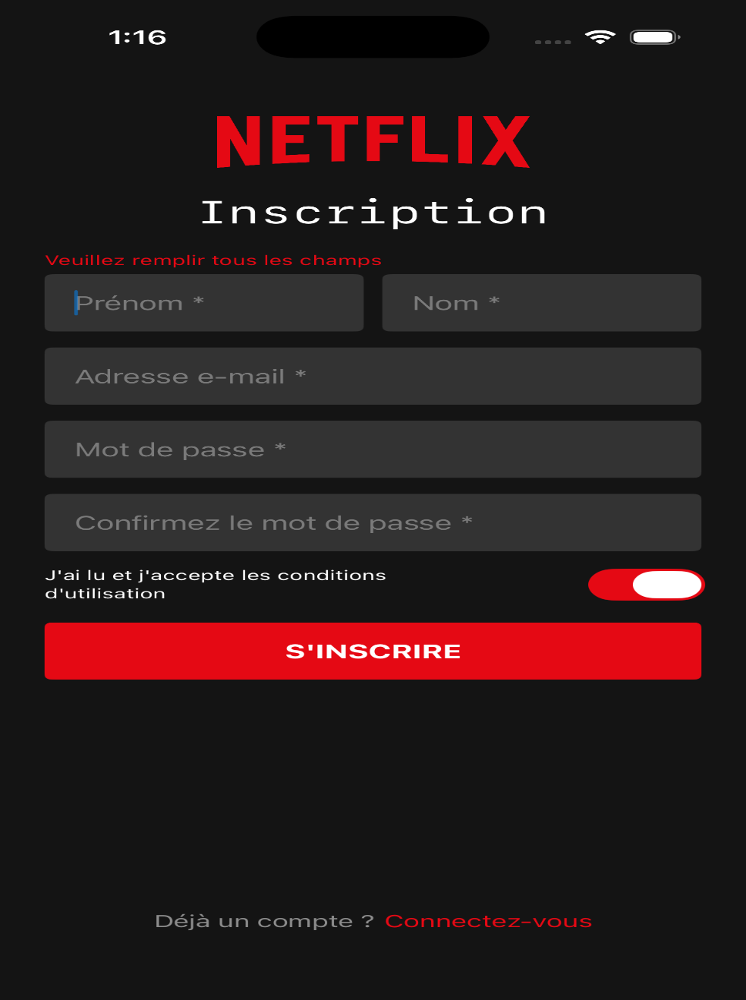 1:16
NETFLIX
Inscription
Veuillez remplir tous les champs
Prénom * Nom *
Adresse e-mail *
Mot de passe *
Confirmez le mot de passe *
J'ai lu et j'accepte les conditions
d'utilisation
S'INSCRIRE
Déjà un compte ? Connectez-vous